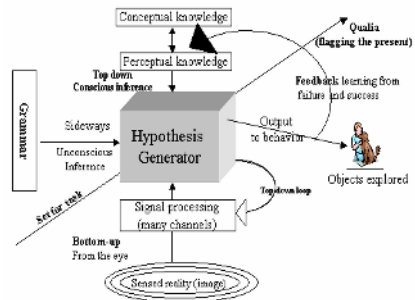 Conceptual knowledge
Qualia
(flagging the present)
Perceptual knowledge
Top down
Conscious inference
Feedback learning from
failure and success
Grammar
Sideways
Unconscious
Inference
Hypothesis
Generator
Output
to behavior
Objects explored
Set for task
Topdown loop
Signal processing
(many channels)
Bottom-up
From the eye
Sensed reality (image)